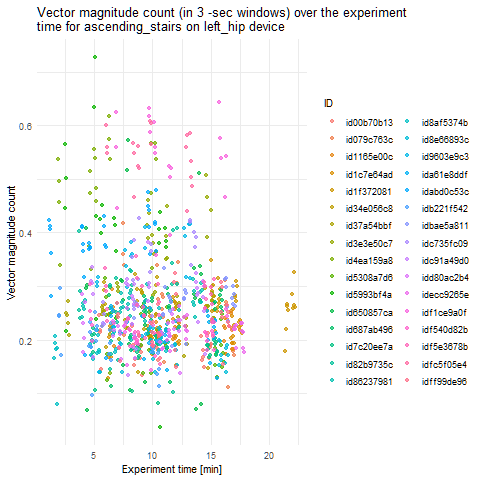 Vector magnitude count (in 3 -sec windows) over the experiment
time for ascending_stairs on left_hip device
Vector magnitude count
0.6
0.4
0.2
5
10
15
20
Experiment time [min]
ID
id00b70b13
id079c763c
id1165e00c
id1c7e64ad
id1f372081
id34e056c8
id37a54bbf
id3e3e50c7
id4ea159a8
id5308a7d6
id5993bf4a
id650857ca
id687ab496
id7c20ee7a
id82b9735c
id86237981
id8af5374b
id8e66893c
id9603e9c3
ida61e8ddf
idabd0c53c
idb221f542
idbae5a811
idc735fc09
idc91a49d0
idd80ac2b4
idecc9265e
idf1ce9a0f
idf540d82b
idf5e3678b
idfc5f05e4
idff99de96